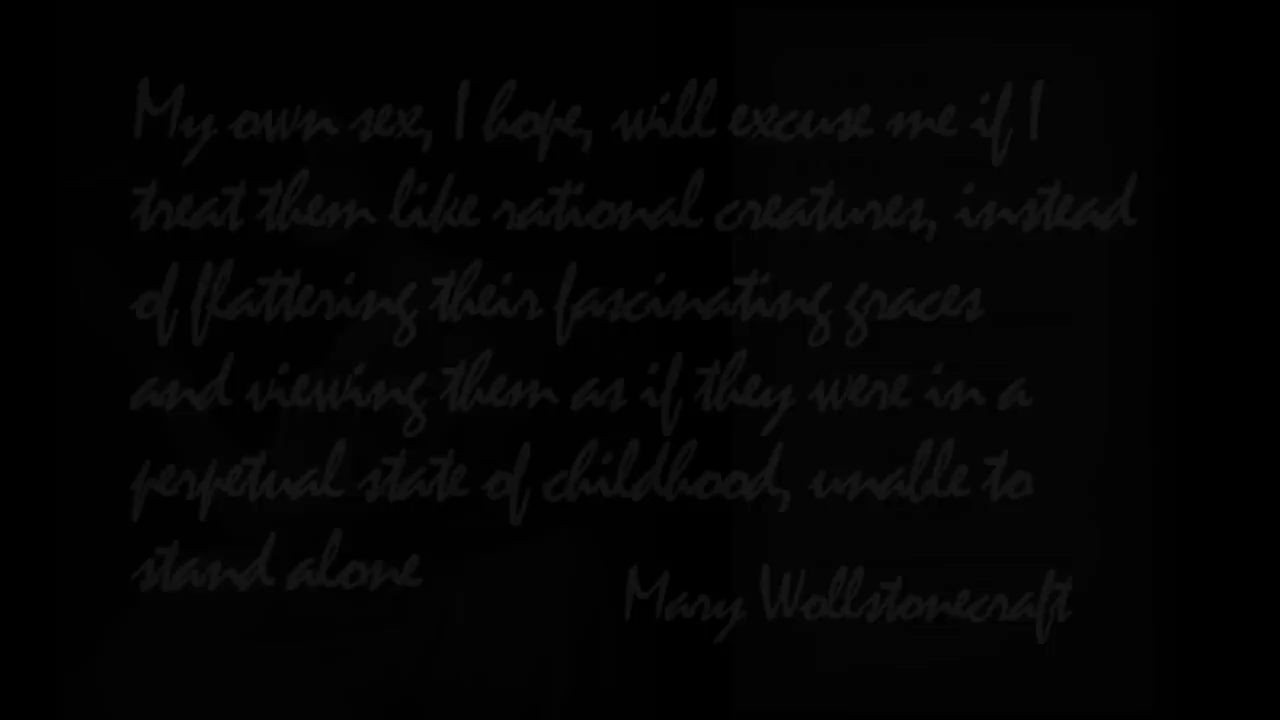 My own sex, I hope, will excuse me if I
treat them like rational creatures, instead
of flattering their fascinating graces
and viewing them as if they were in a
perpetual state of childhood, unable to
stand alone
Mary Wollstonecraft